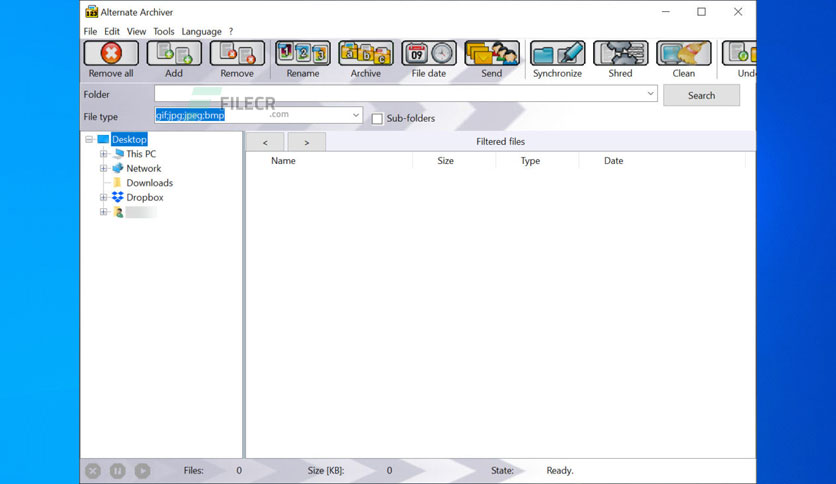 Alternate Archiver
File Edit View Tools Language ?
Remove all Add Remove Rename Archive File date Send Synchronize Shred Clean
Folder Search
FILECR
File type gif;jpg;jpeg;bmp .com Sub-folders
Desktop < > Filtered files
This PC Name Size Type Date
Network
Downloads
Dropbox
Files: 0 Size [KB]: 0 State: Ready.